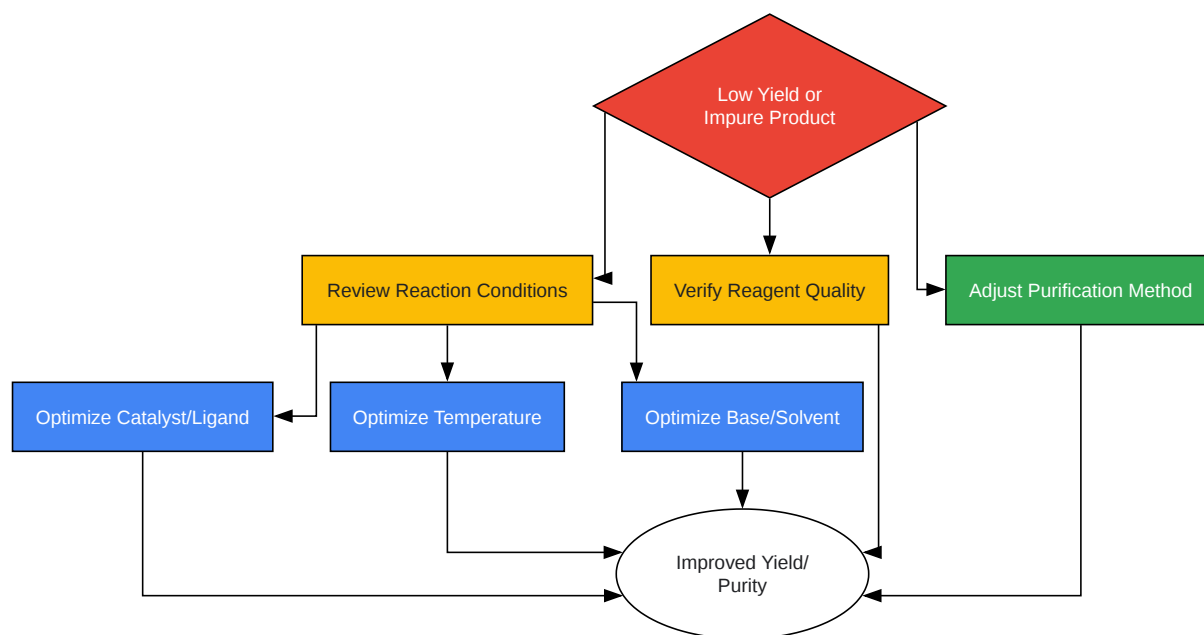 Low Yield or
Impure Product
Review Reaction Conditions
Verify Reagent Quality
Adjust Purification Method
Optimize Catalyst/Ligand
Optimize Temperature
Optimize Base/Solvent
Improved Yield/
Purity